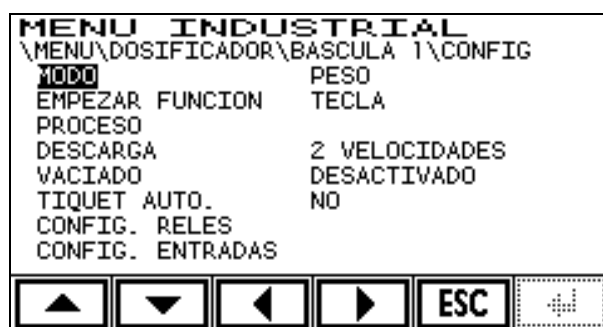 MENU INDUSTRIAL
\MENU\DOSIFICADOR\BASCULA 1\CONFIG
MODO PESO
EMPEZAR FUNCION TECLA
PROCESO
DESCARGA 2 VELOCIDADES
VACIADO DESACTIVADO
TIQUET AUTO. NO
CONFIG. RELES
CONFIG. ENTRADAS
ESC